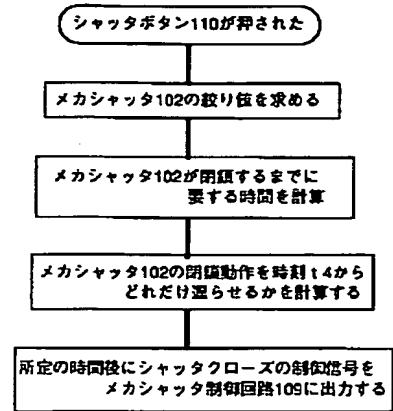 シャッタボタン110が押された
メカシャッタ102の絞り値を求める
メカシャッタ102が閉鎖するまでに
要する時間を計算
メカシャッタ102の閉鎖動作を時刻t4から
どれだけ遅らせるかを計算する
所定の時間後にシャッタクローズの制御信号を
メカシャッタ制御回路109に出力する